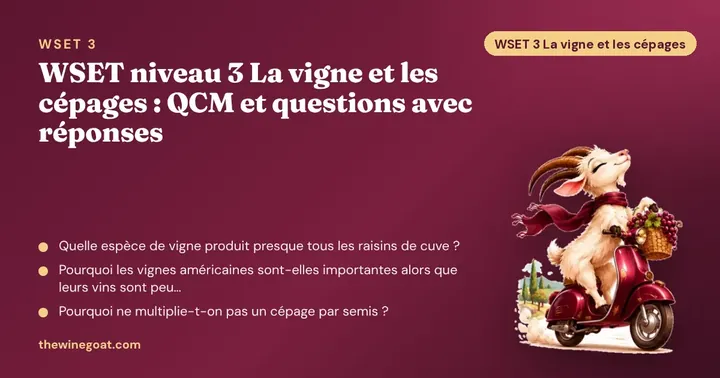 WSET 3
WSET 3 La vigne et les cépages
WSET niveau 3 La vigne et les
cépages : QCM et questions avec
réponses
Quelle espèce de vigne produit presque tous les raisins de cuve ?
Pourquoi les vignes américaines sont-elles importantes alors que
leurs vins sont peu...
Pourquoi ne multiplie-t-on pas un cépage par semis ?
thewinegoat.com